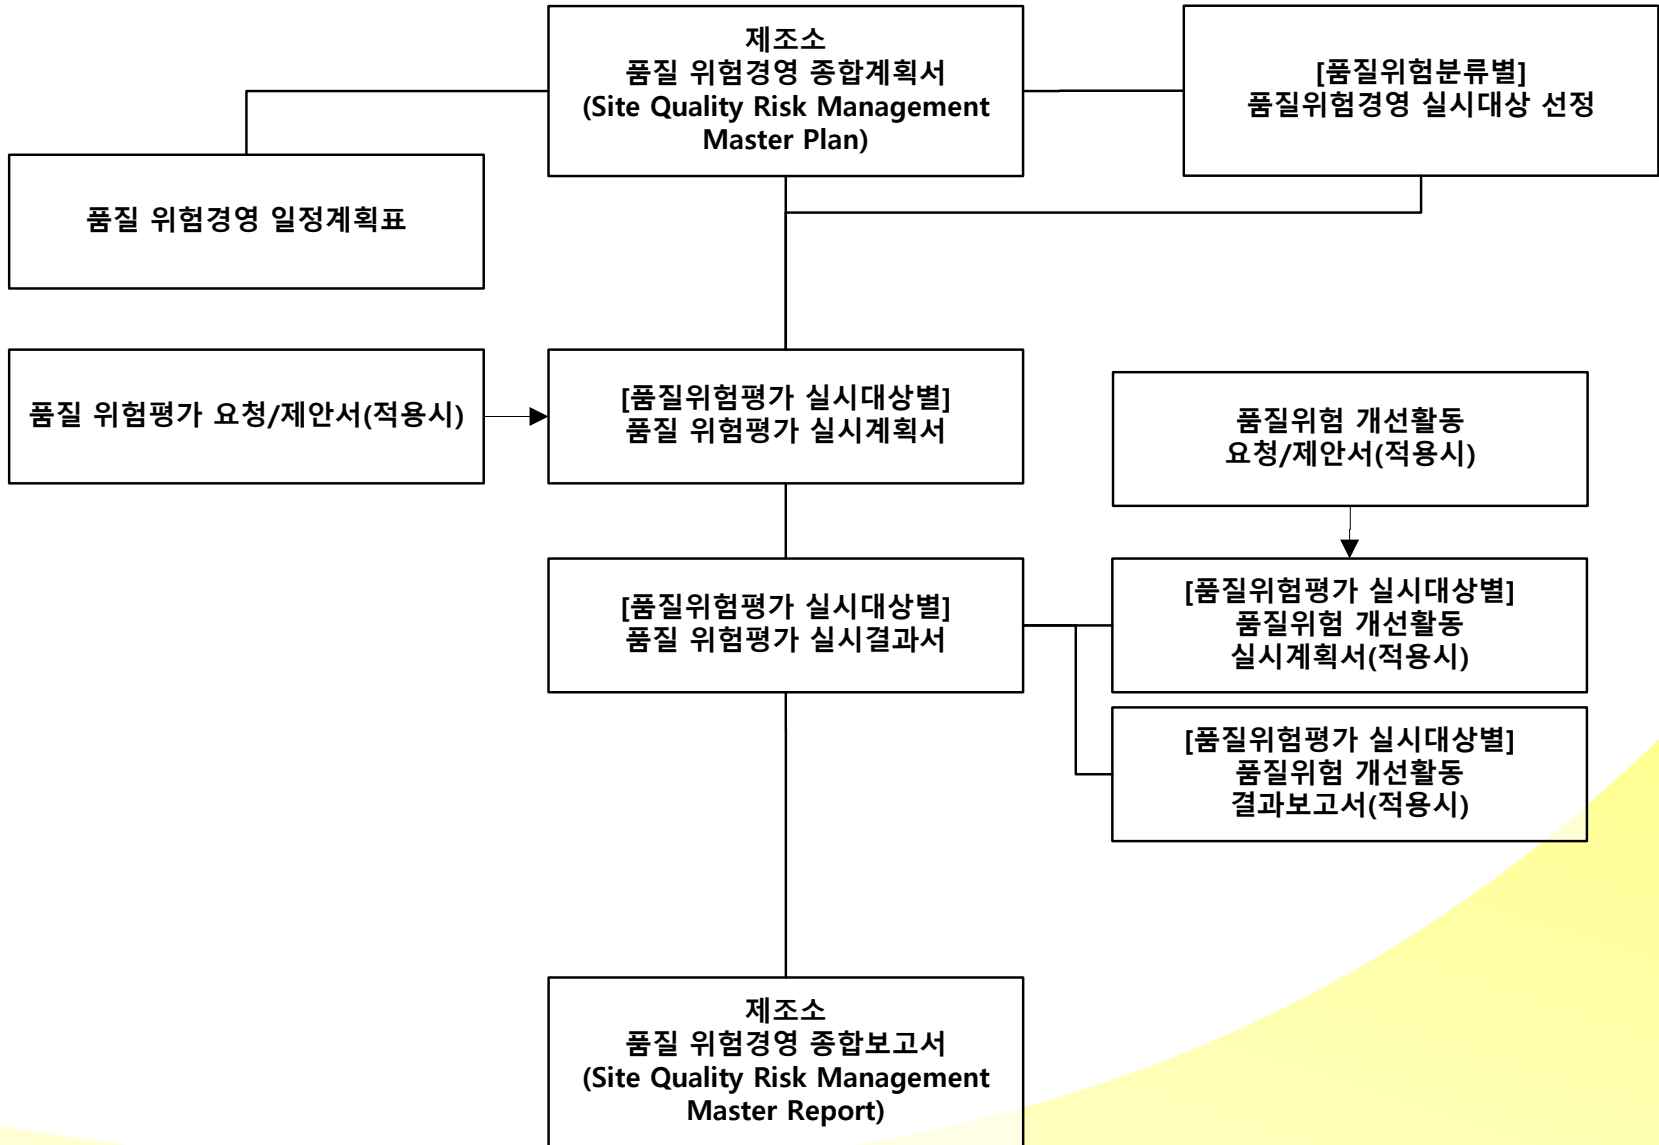 제조소
품질 위험경영 종합계획서
(Site Quality Risk Management
Master Plan)
[품질위험분류별]
품질위험경영 실시대상 선정
품질 위험경영 일정계획표
품질 위험평가 요청/제안서(적용시)
[품질위험평가 실시대상별]
품질 위험평가 실시계획서
품질위험 개선활동
요청/제안서(적용시)
[품질위험평가 실시대상별]
품질 위험평가 실시결과서
[품질위험평가 실시대상별]
품질위험 개선활동
실시계획서(적용시)
[품질위험평가 실시대상별]
품질위험 개선활동
결과보고서(적용시)
제조소
품질 위험경영 종합보고서
(Site Quality Risk Management
Master Report)